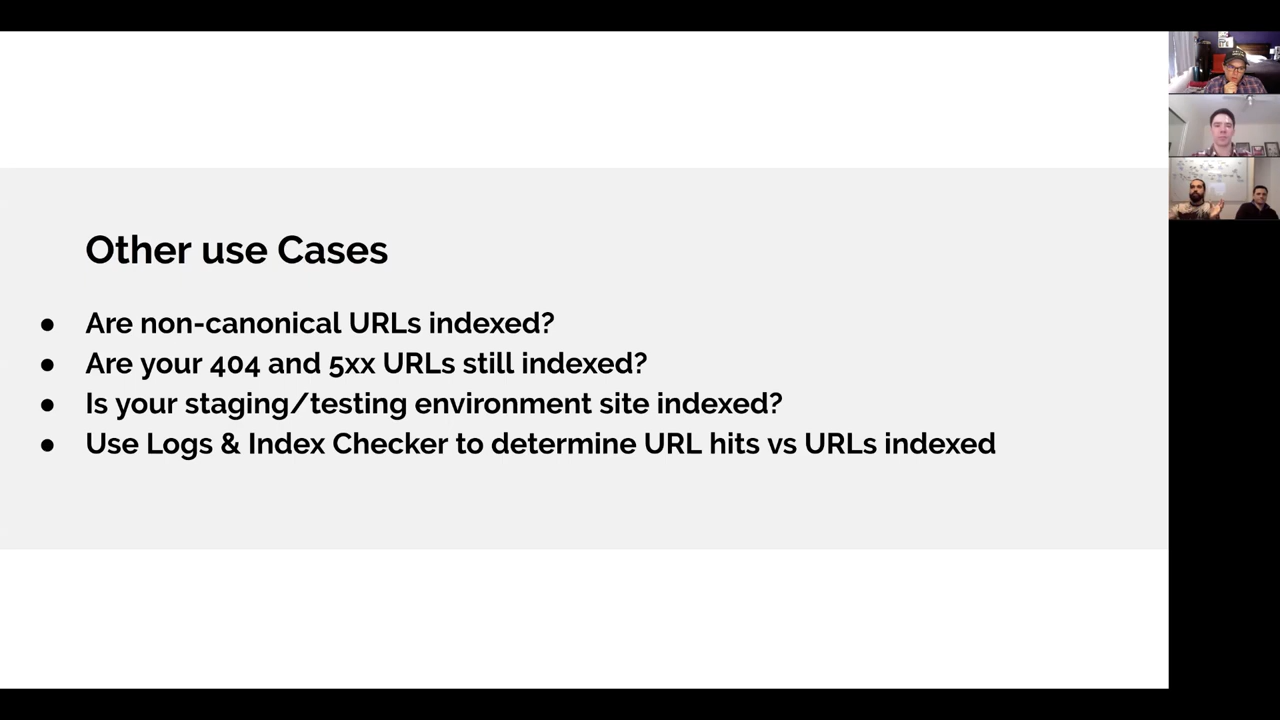 Other use Cases
● Are non-canonical URLs indexed?
● Are your 404 and 5xx URLs still indexed?
● Is your staging/testing environment site indexed?
● Use Logs & Index Checker to determine URL hits vs URLs indexed